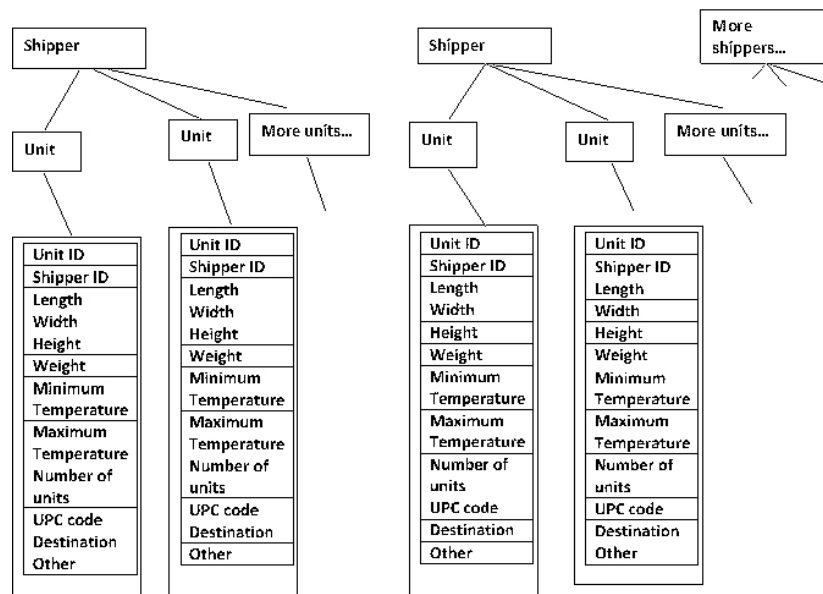 Shipper
Shipper
More
shippers...
Unit
Unit
More units...
Unit
Unit
More units...
Unit ID
Shipper ID
Length
Width
Height
Weight
Minimum
Temperature
Maximum
Temperature
Number of
units
UPC code
Destination
Other
Unit ID
Shipper ID
Length
Width
Height
Weight
Minimum
Temperature
Maximum
Temperature
Number of
units
UPC code
Destination
Other
Unit ID
Shipper ID
Length
Width
Height
Weight
Minimum
Temperature
Maximum
Temperature
Number of
units
UPC code
Destination
Other
Unit ID
Shipper ID
Length
Width
Height
Weight
Minimum
Temperature
Maximum
Temperature
Number of
units
UPC code
Destination
Other